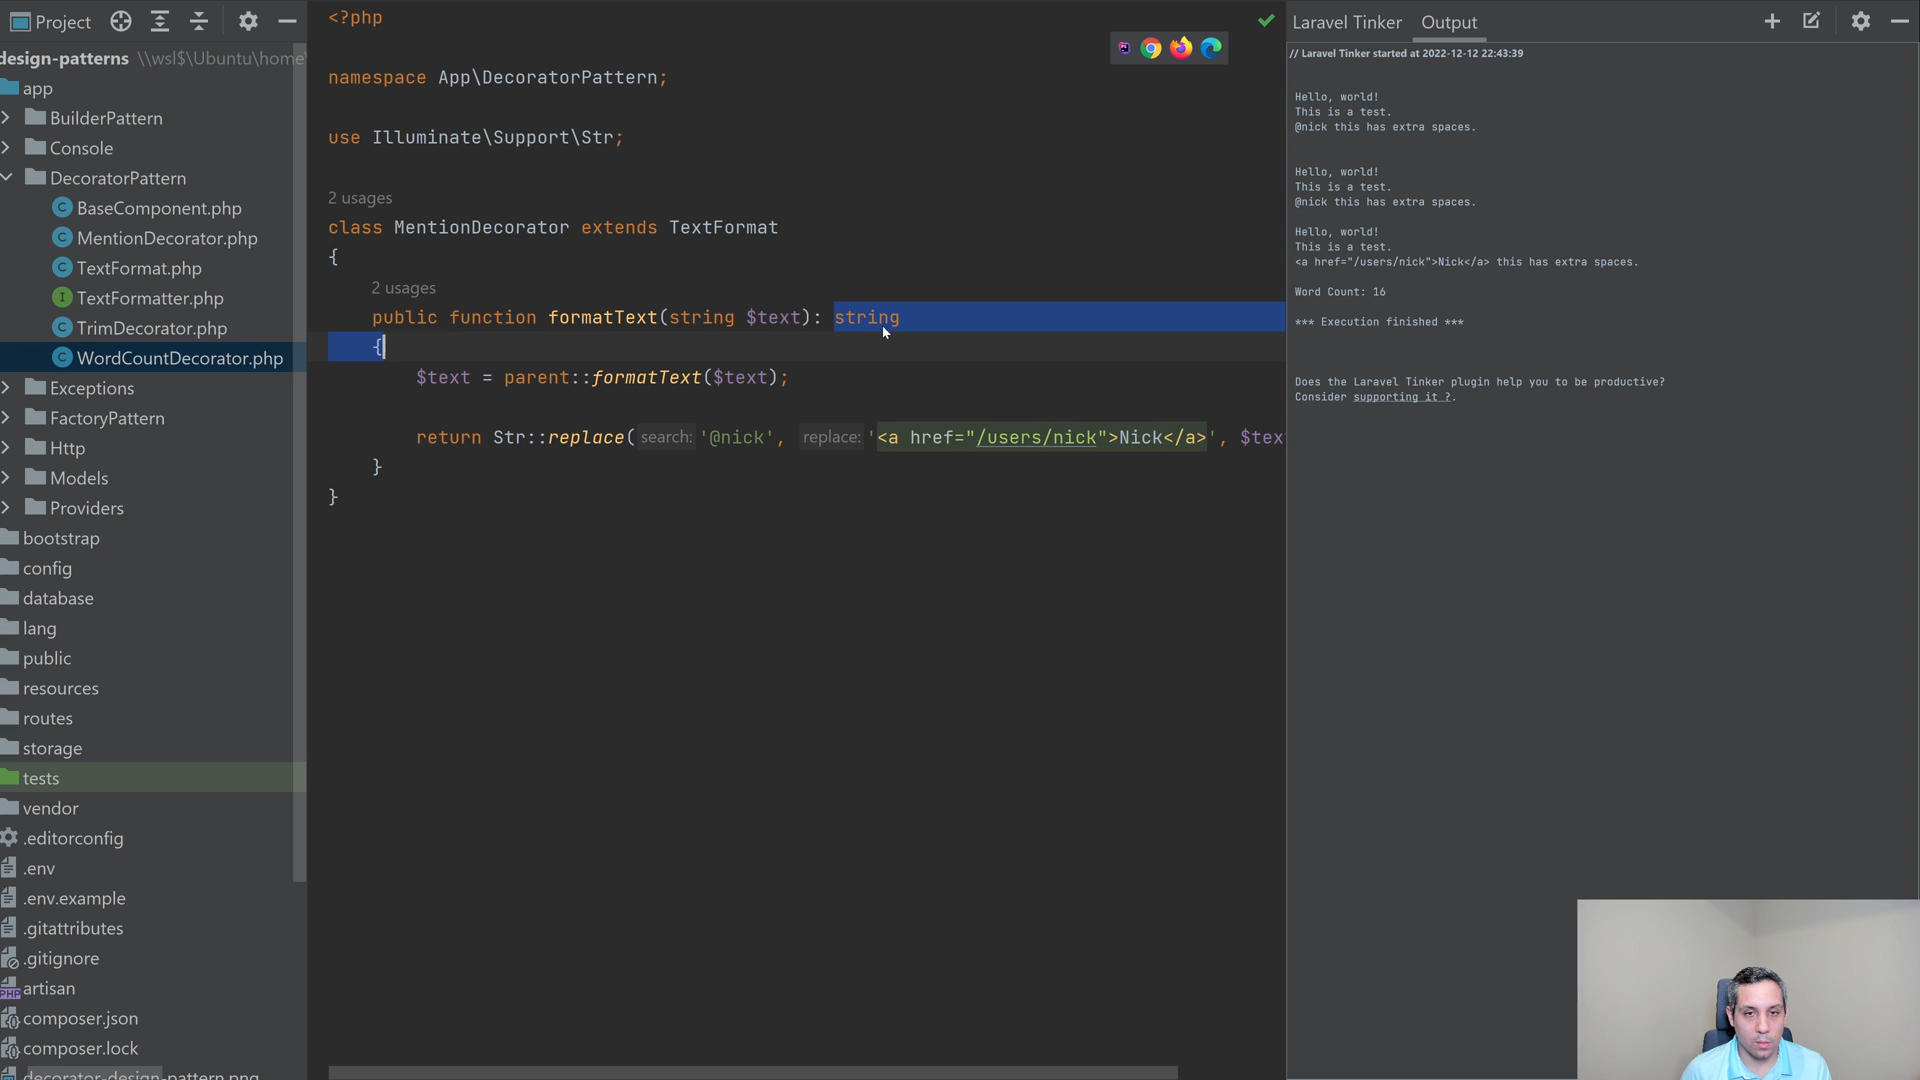 Project
design-patterns \\wsl$\Ubuntu\home
app
BuilderPattern
Console
DecoratorPattern
BaseComponent.php
MentionDecorator.php
TextFormat.php
TextFormatter.php
TrimDecorator.php
WordCountDecorator.php
Exceptions
FactoryPattern
Http
Models
Providers
bootstrap
config
database
lang
public
resources
routes
storage
tests
vendor
.editorconfig
.env
.env.example
.gitattributes
.gitignore
artisan
composer.json
composer.lock
decorator-design-pattern.png
<?php
namespace App\DecoratorPattern;
use Illuminate\Support\Str;
2 usages
class MentionDecorator extends TextFormat
{
2 usages
public function formatText(string $text): string
{
$text = parent::formatText($text);
return Str::replace( search: '@nick', replace: '<a href="/users/nick">Nick</a>', $tex
}
}
Laravel Tinker Output
// Laravel Tinker started at 2022-12-12 22:43:39
Hello, world!
This is a test.
@nick this has extra spaces.
Hello, world!
This is a test.
@nick this has extra spaces.
Hello, world!
This is a test.
<a href="/users/nick">Nick</a> this has extra spaces.
Word Count: 16
*** Execution finished ***
Does the Laravel Tinker plugin help you to be productive?
Consider supporting it ?.